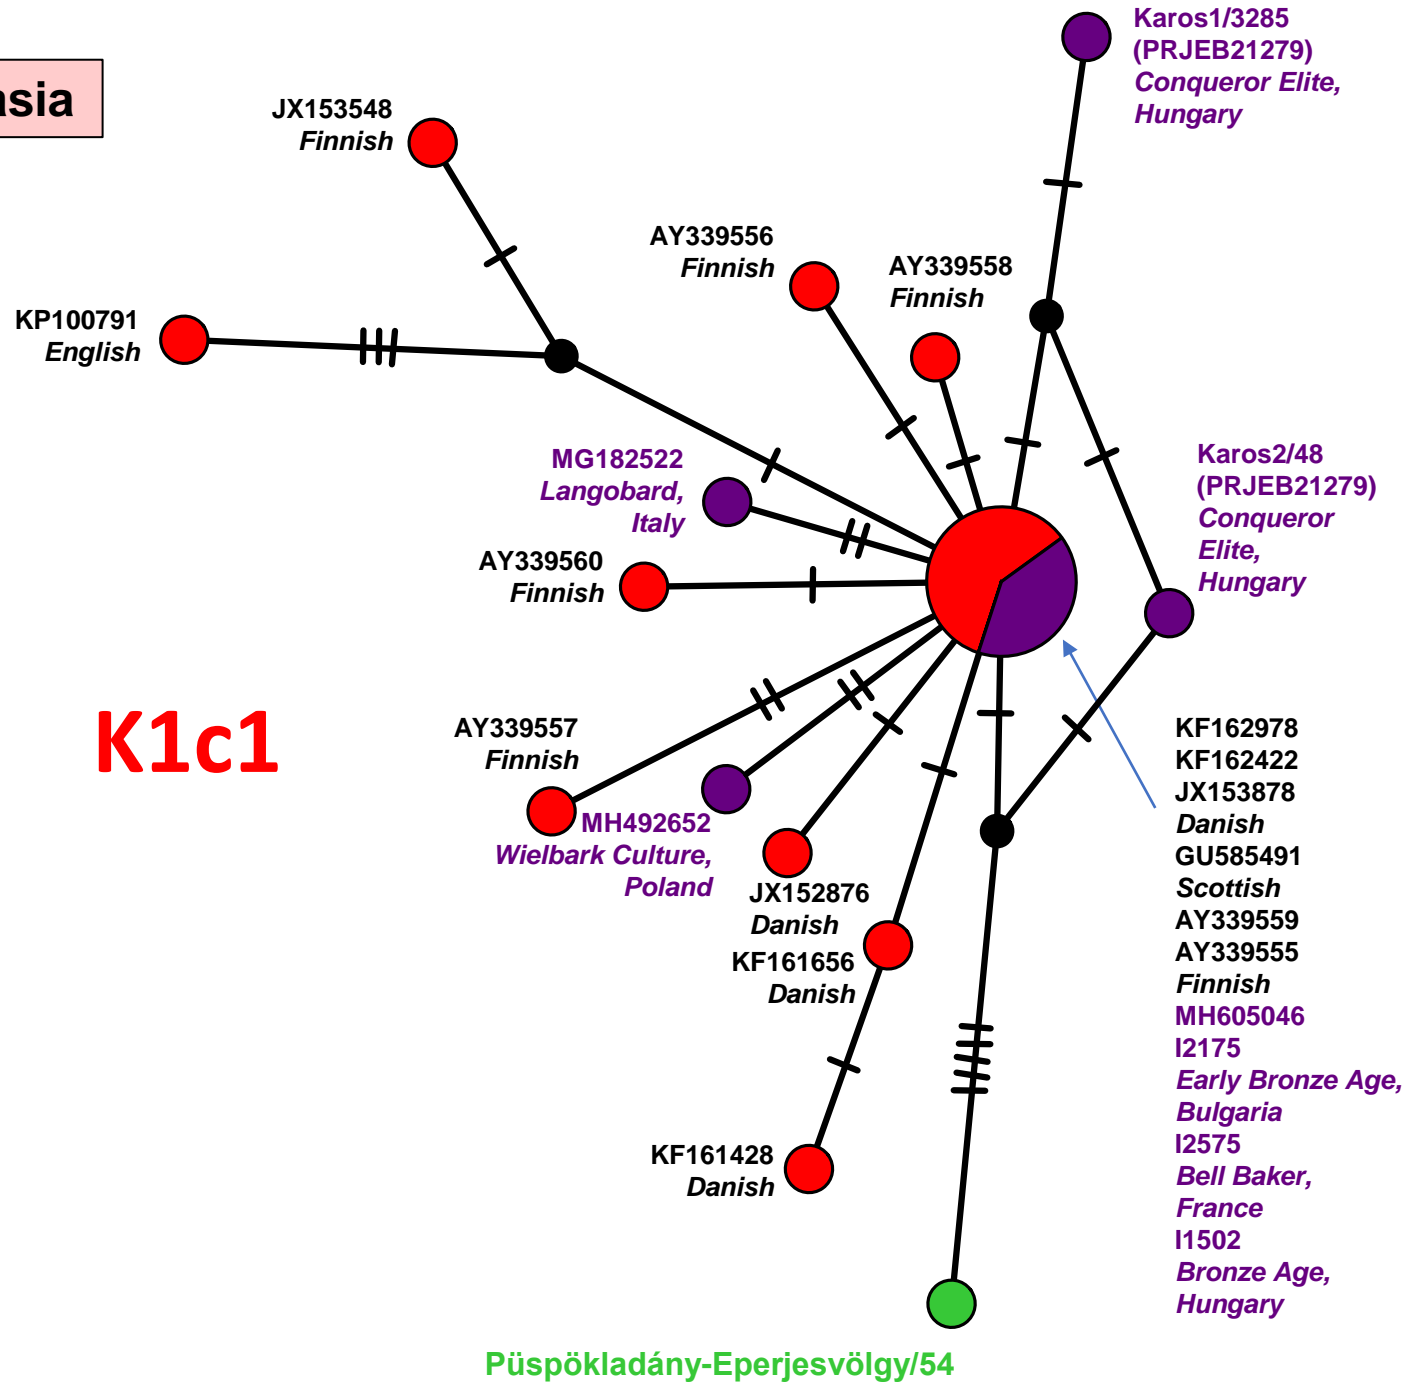 Karos1/3285
(PRJEB21279)
Conqueror Elite,
Hungary
asia
JX153548
Finnish
AY339556
Finnish
AY339558
Finnish
KP100791
English
MG182522
Langobard,
Italy
Karos2/48
(PRJEB21279)
Conqueror
Elite,
Hungary
AY339560
Finnish
K1c1
AY339557
Finnish
MH492652
Wielbark Culture,
Poland
JX152876
Danish
KF161656
Danish
KF161428
Danish
KF162978
KF162422
JX153878
Danish
GU585491
Scottish
AY339559
AY339555
Finnish
MH605046
I2175
Early Bronze Age,
Bulgaria
I2575
Bell Baker,
France
I1502
Bronze Age,
Hungary
Püspökladány-Eperjesvölgy/54